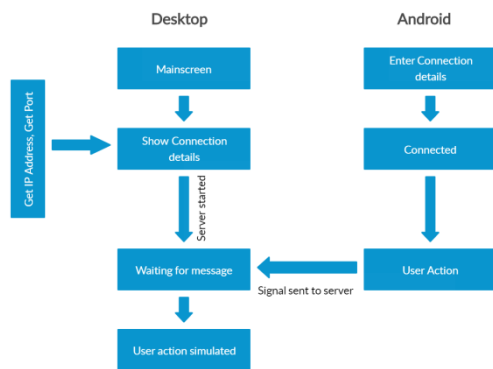 Desktop
Android
Mainscreen
Enter Connection
details
Get IP Address, Get Port
Show Connection
details
Connected
Server started
Waiting for message
User Action
Signal sent to server
User action simulated